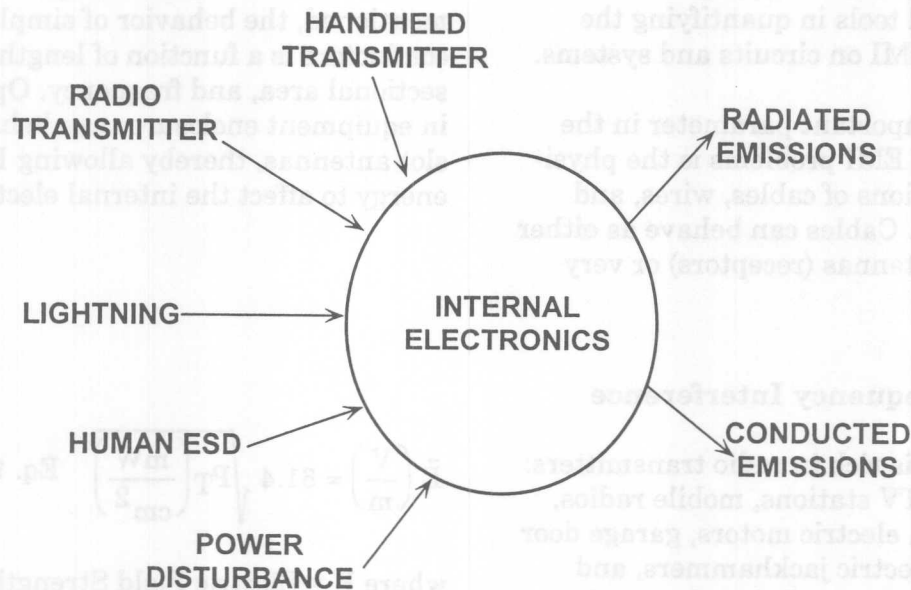 HANDHELD
TRANSMITTER
RADIO
TRANSMITTER
RADIATED
EMISSIONS
LIGHTNING
INTERNAL
ELECTRONICS
HUMAN ESD
CONDUCTED
EMISSIONS
POWER
DISTURBANCE